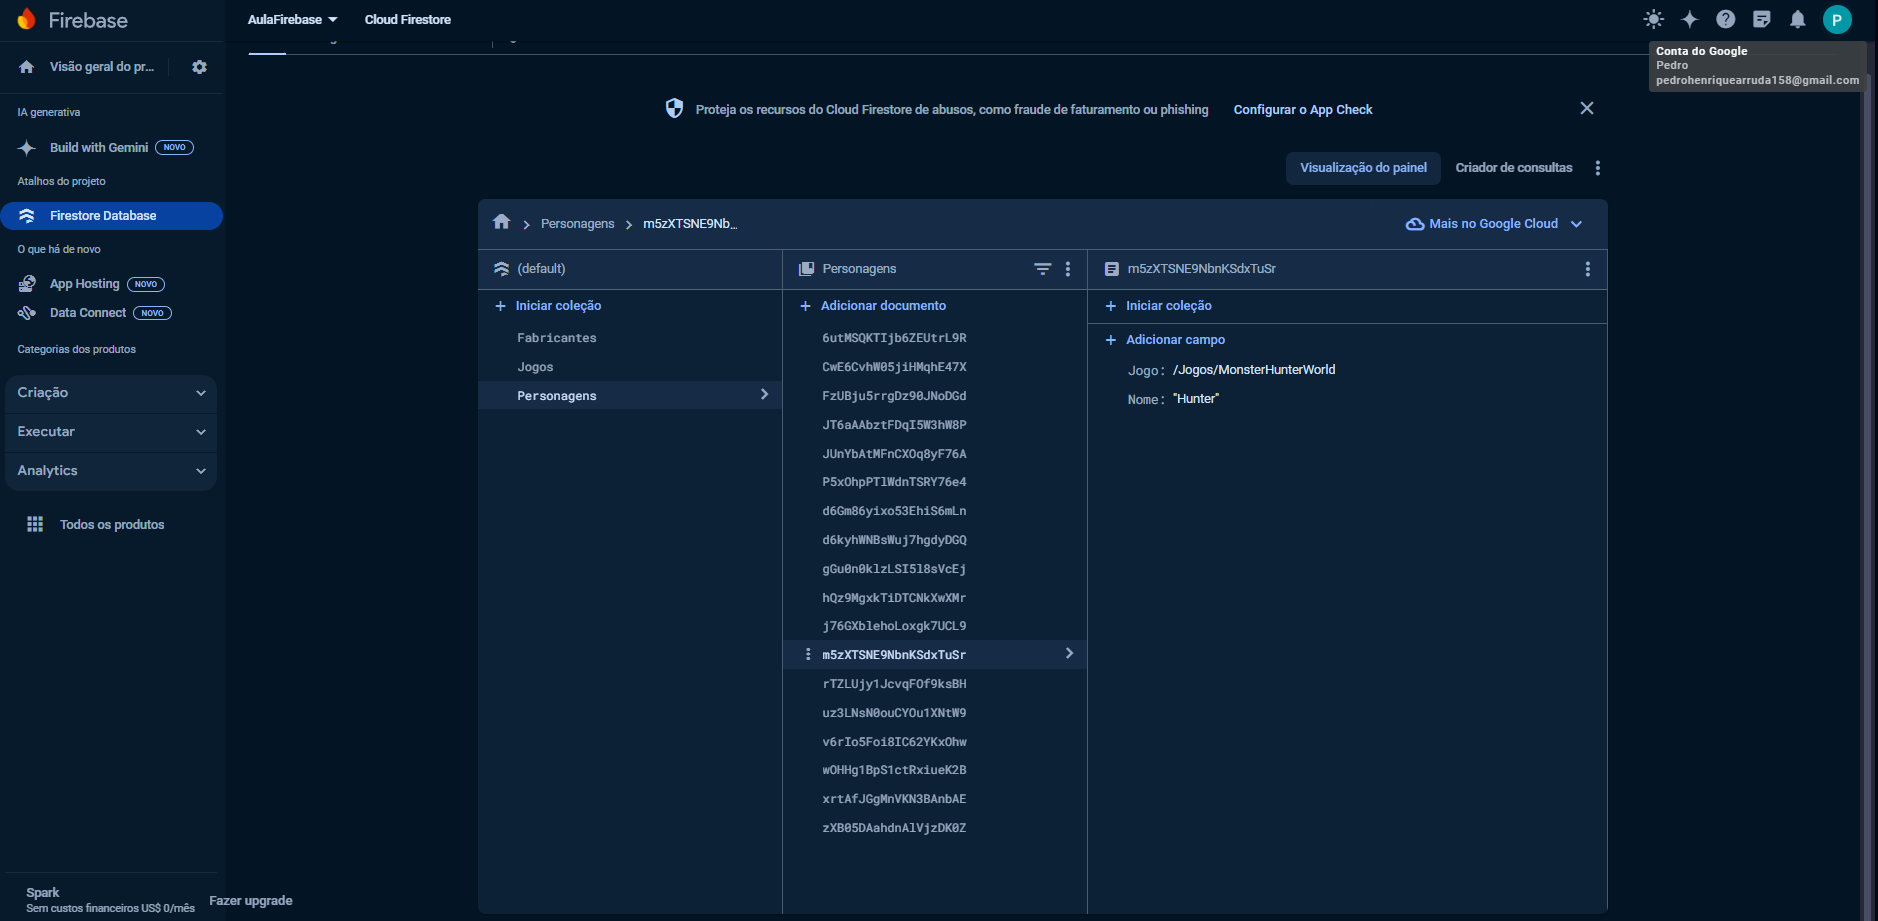 Firebase
AulaFirebase
Cloud Firestore
P
Conta do Google
Pedro
pedrohenriquearruda158@gmail.com
Visão geral do pr...
IA generativa
Build with Gemini NOVO
Atalhos do projeto
Firestore Database
O que há de novo
App Hosting NOVO
Data Connect NOVO
Categorias dos produtos
Criação
Executar
Analytics
Todos os produtos
Spark
Sem custos financeiros US$ 0/mês
Fazer upgrade
Proteja os recursos do Cloud Firestore de abusos, como fraude de faturamento ou phishing Configurar o App Check
Visualização do painel
Criador de consultas
Personagens
m5zXTSNE9Nb...
Mais no Google Cloud
(default)
Iniciar coleção
Fabricantes
Jogos
Personagens
Personagens
Adicionar documento
6utMSQKTIjb6ZEUtrL9R
CwE6CvhW05jiHMqhE47X
FzUBju5rrgDz90JNoDGd
JT6aAAbztFDqI5W3hW8P
JUnYbAtMFnCXOq8yF76A
P5xOhpPTlWdnTSRY76e4
d6Gm86yixo53EhiS6mLn
d6kyhWNBsWuj7hgdyDGQ
gGu0n0klzLSI5l8sVcEj
hQz9MgxkTiDTCNkXwXMr
j76GXblehoLoxgk7UCL9
m5zXTSNE9NbnKSdxTuSr
rTZLUjy1JcvqFOf9ksBH
uz3LNsN0ouCYOu1XNtW9
v6rIo5Foi8IC62YKxOhw
wOHHg1BpS1ctRxiueK2B
xrtAfJGgMnVKN3BAnbAE
zXB05DAahdnAlVjzDK0Z
m5zXTSNE9NbnKSdxTuSr
Iniciar coleção
Adicionar campo
Jogo: /Jogos/MonsterHunterWorld
Nome: "Hunter"